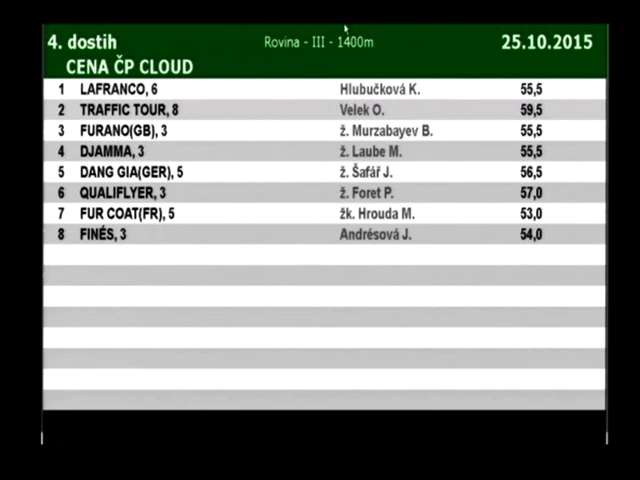 4. dostih Rovina - III - 1400m 25.10.2015
CENA ČP CLOUD
1 LAFRANCO, 6 Hlubučková K. 55,5
2 TRAFFIC TOUR, 8 Velek O. 59,5
3 FURANO(GB), 3 ž. Murzabayev B. 55,5
4 DJAMMA, 3 ž. Laube M. 55,5
5 DANG GIA(GER), 5 ž. Šafář J. 56,5
6 QUALIFLYER, 3 ž. Foret P. 57,0
7 FUR COAT(FR), 5 žk. Hrouda M. 53,0
8 FINÉS, 3 Andrésová J. 54,0